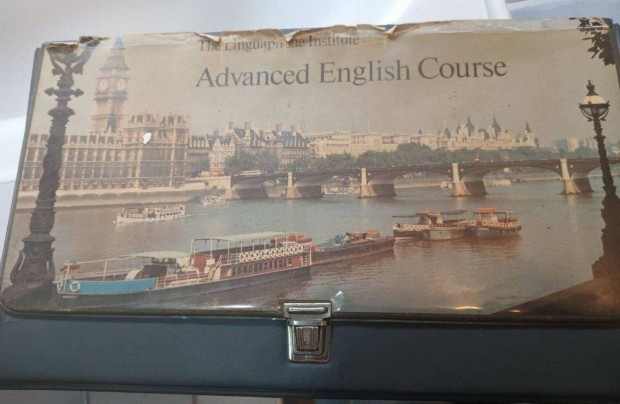 The Linguaphone Institute
Advanced English Course